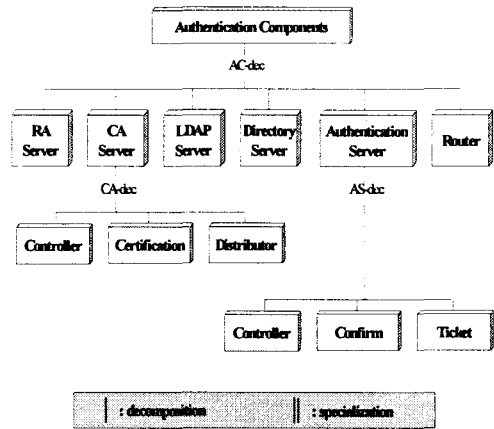 Authentication Components
AC-dec
RA Server
CA Server
LDAP Server
Directory Server
Authentication Server
Router
CA-dec
AS-dec
Controller
Certification
Distributor
Controller
Confirm
Ticket
: decomposition
: specialization